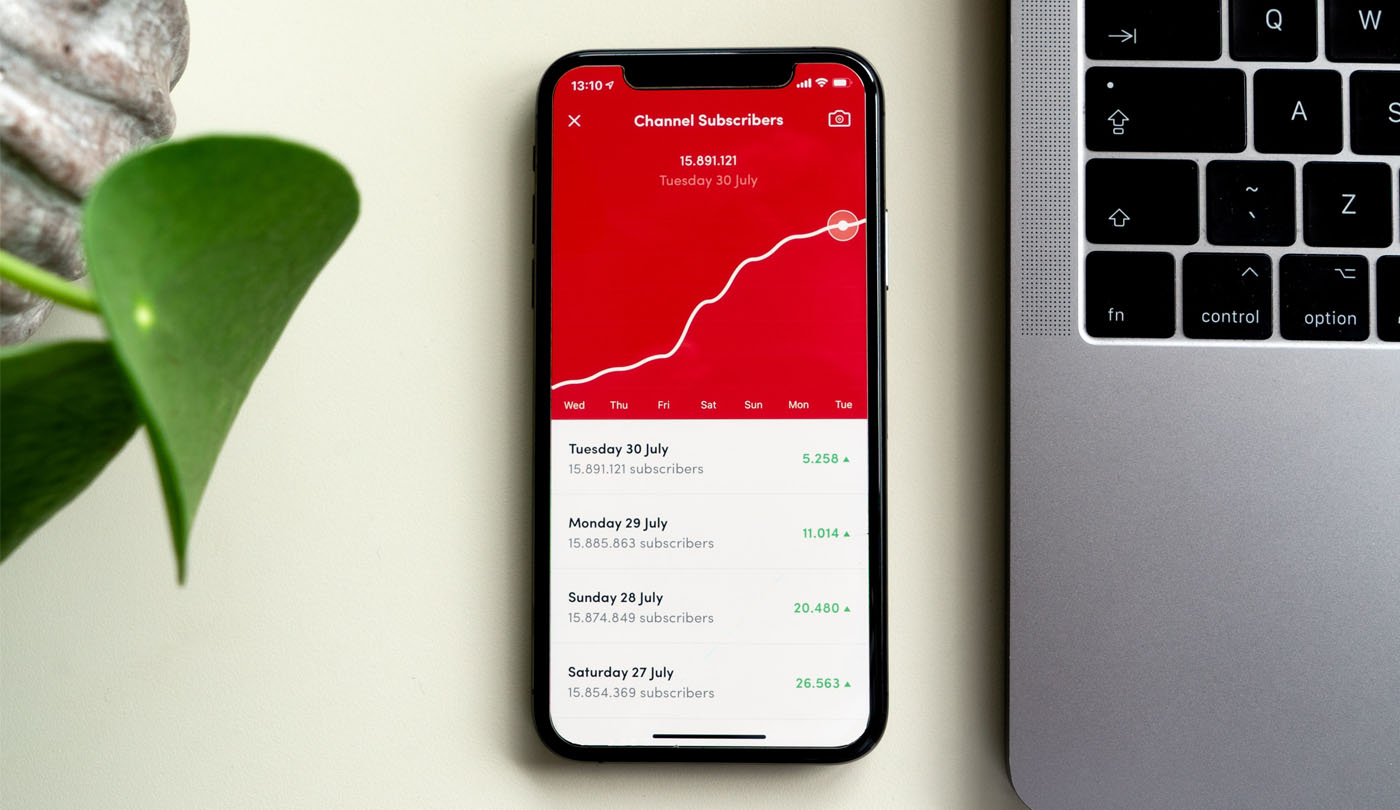 13:10
Channel Subscribers
15.891.121
Tuesday 30 July
Wed Thu Fri Sat Sun Mon Tue
Tuesday 30 July
15.891.121 subscribers
5.258
Monday 29 July
15.885.863 subscribers
11.014
Sunday 28 July
15.874.849 subscribers
20.480
Saturday 27 July
15.854.369 subscribers
26.563
Q W
A S
~
`
Z
fn control option